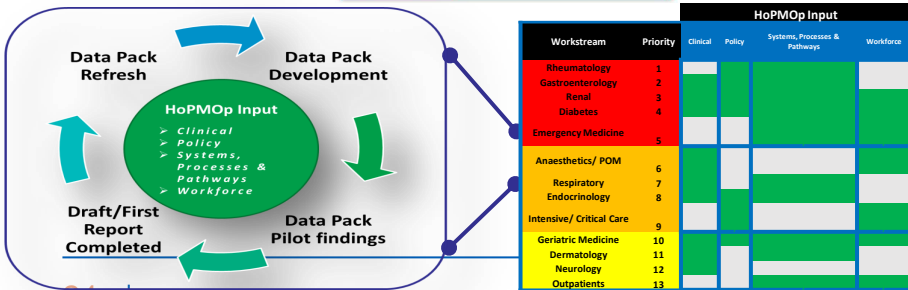 Data Pack
Refresh
Data Pack
Development
HoPMOp Input
➢ Clinical
➢ Policy
➢ Systems,
Processes &
Pathways
➢ Workforce
Draft/First
Report
Completed
Data Pack
Pilot findings
HoPMOp Input
Workstream Priority Clinical Policy Systems, Processes &
Pathways Workforce
Rheumatology 1
Gastroenterology 2
Renal 3
Diabetes 4
Emergency Medicine 5
Anaesthetics/ POM 6
Respiratory 7
Endocrinology 8
Intensive/ Critical Care 9
Geriatric Medicine 10
Dermatology 11
Neurology 12
Outpatients 13